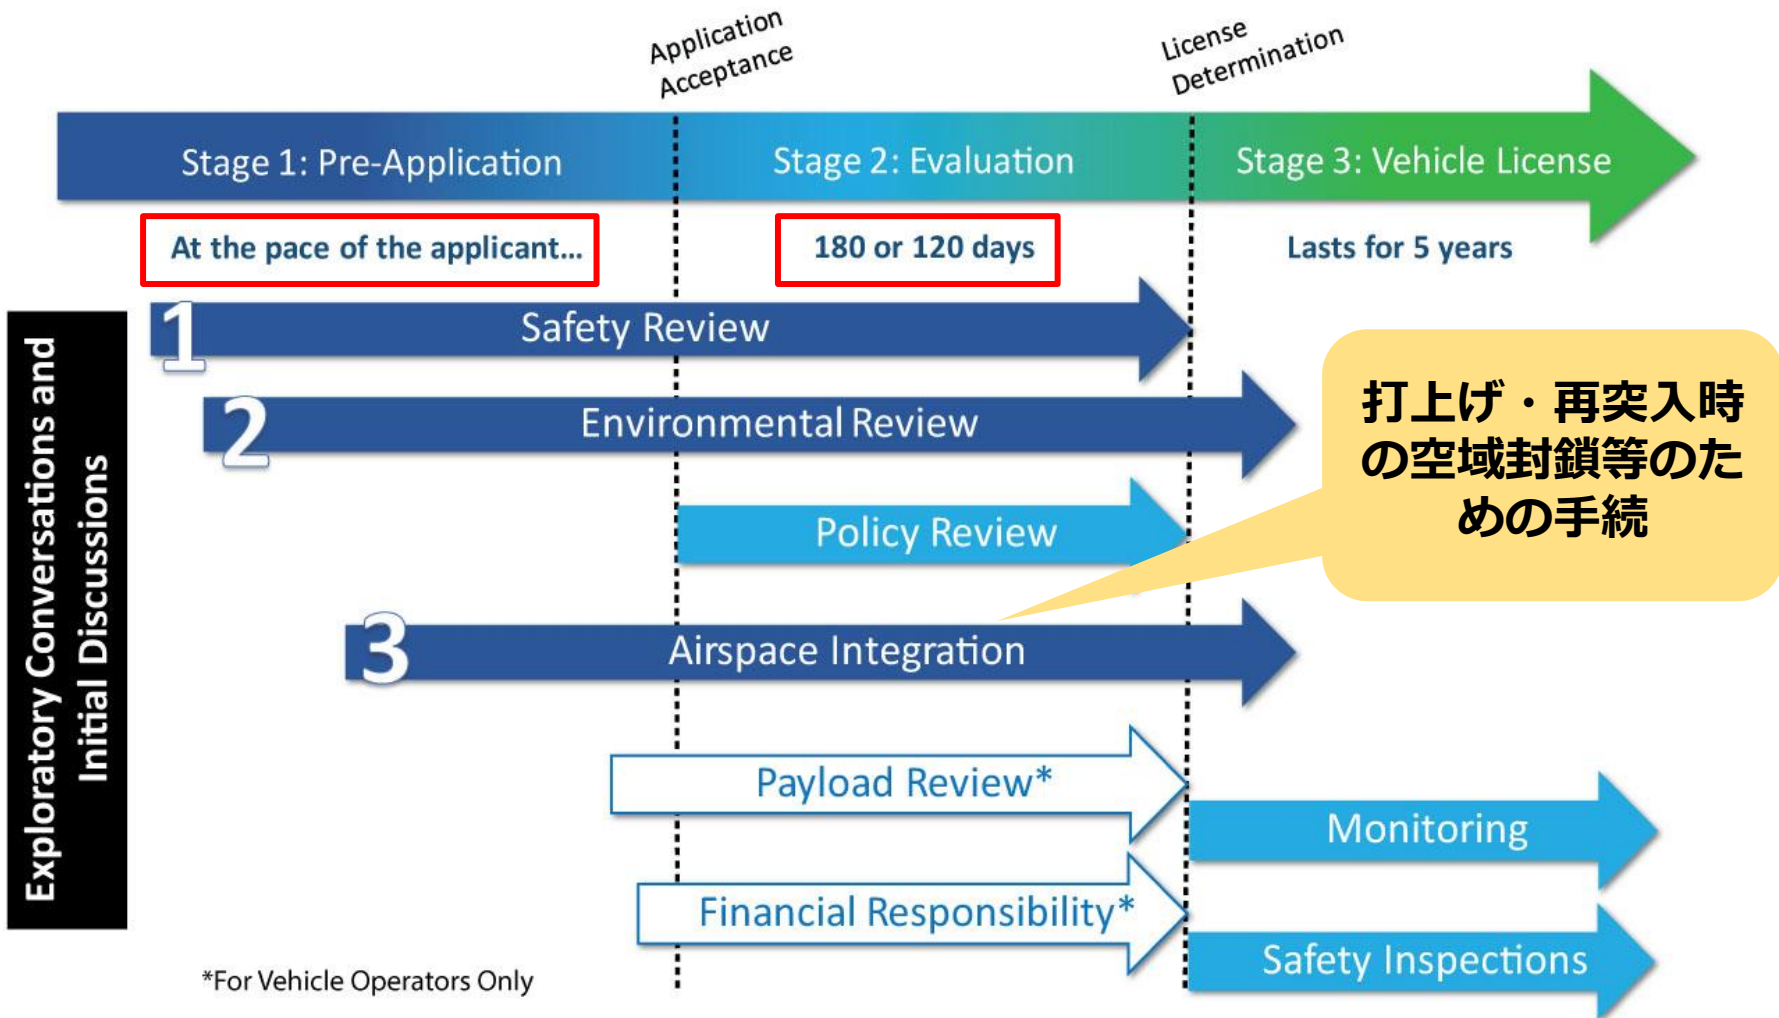 Application
Acceptance
License
Determination
Stage 1: Pre-Application
Stage 2: Evaluation
Stage 3: Vehicle License
At the pace of the applicant...
180 or 120 days
Lasts for 5 years
Exploratory Conversations and
Initial Discussions
1
Safety Review
2
Environmental Review
打上げ・再突入時
の空域封鎖等のた
めの手続
Policy Review
3
Airspace Integration
Payload Review*
Monitoring
Financial Responsibility*
Safety Inspections
*For Vehicle Operators Only